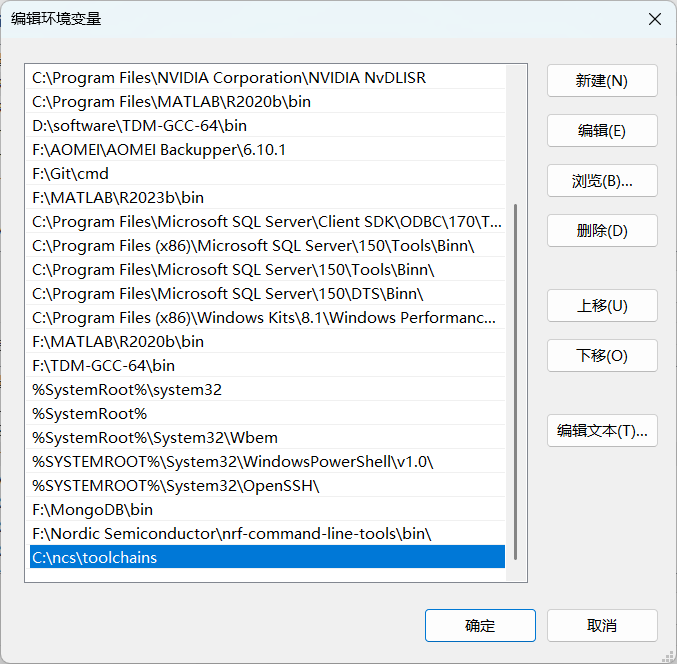 编辑环境变量
C:\Program Files\NVIDIA Corporation\NVIDIA NvDLISR
C:\Program Files\MATLAB\R2020b\bin
D:\software\TDM-GCC-64\bin
F:\AOMEI\AOMEI Backupper\6.10.1
F:\Git\cmd
F:\MATLAB\R2023b\bin
C:\Program Files\Microsoft SQL Server\Client SDK\ODBC\170\T...
C:\Program Files (x86)\Microsoft SQL Server\150\Tools\Binn\
C:\Program Files\Microsoft SQL Server\150\Tools\Binn\
C:\Program Files\Microsoft SQL Server\150\DTS\Binn\
C:\Program Files (x86)\Windows Kits\8.1\Windows Performanc...
F:\MATLAB\R2020b\bin
F:\TDM-GCC-64\bin
%SystemRoot%\system32
%SystemRoot%
%SystemRoot%\System32\Wbem
%SYSTEMROOT%\System32\WindowsPowerShell\v1.0\
%SYSTEMROOT%\System32\OpenSSH\
F:\MongoDB\bin
F:\Nordic Semiconductor\nrf-command-line-tools\bin\
C:\ncs\toolchains
新建(N)
编辑(E)
浏览(B)...
删除(D)
上移(U)
下移(O)
编辑文本(T)...
确定
取消